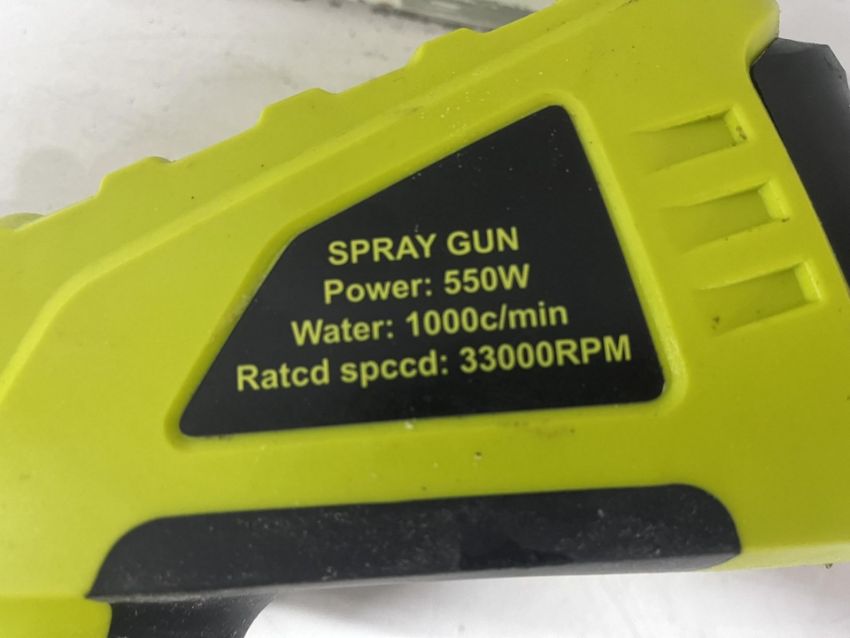 SPRAY GUN
Power: 550W
Water: 1000c/min
Ratcd spccd: 33000RPM